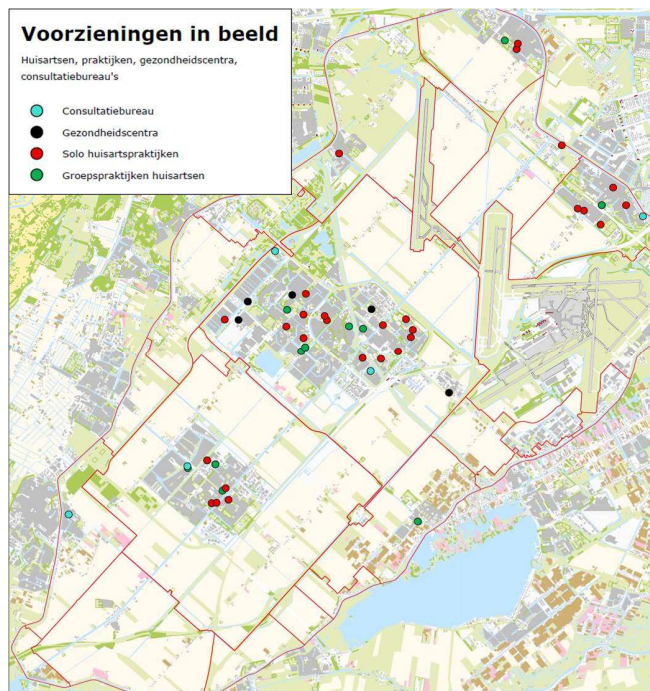 Voorzieningen in beeld
Huisartsen, praktijken, gezondheidscentra,
consultatiebureau's
Consultatiebureau
Gezondheidscentra
Solo huisartspraktijken
Groepspraktijken huisartsen